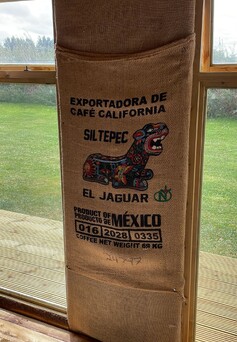 EXPORTADORA DE
CAFÉ CALIFORNIA
SILTEPEC
EL JAGUAR
PRODUCT OF
PRODUCTO DE MÉXICO
016 2028 0335
COFFEE NET WEIGHT 69 KG